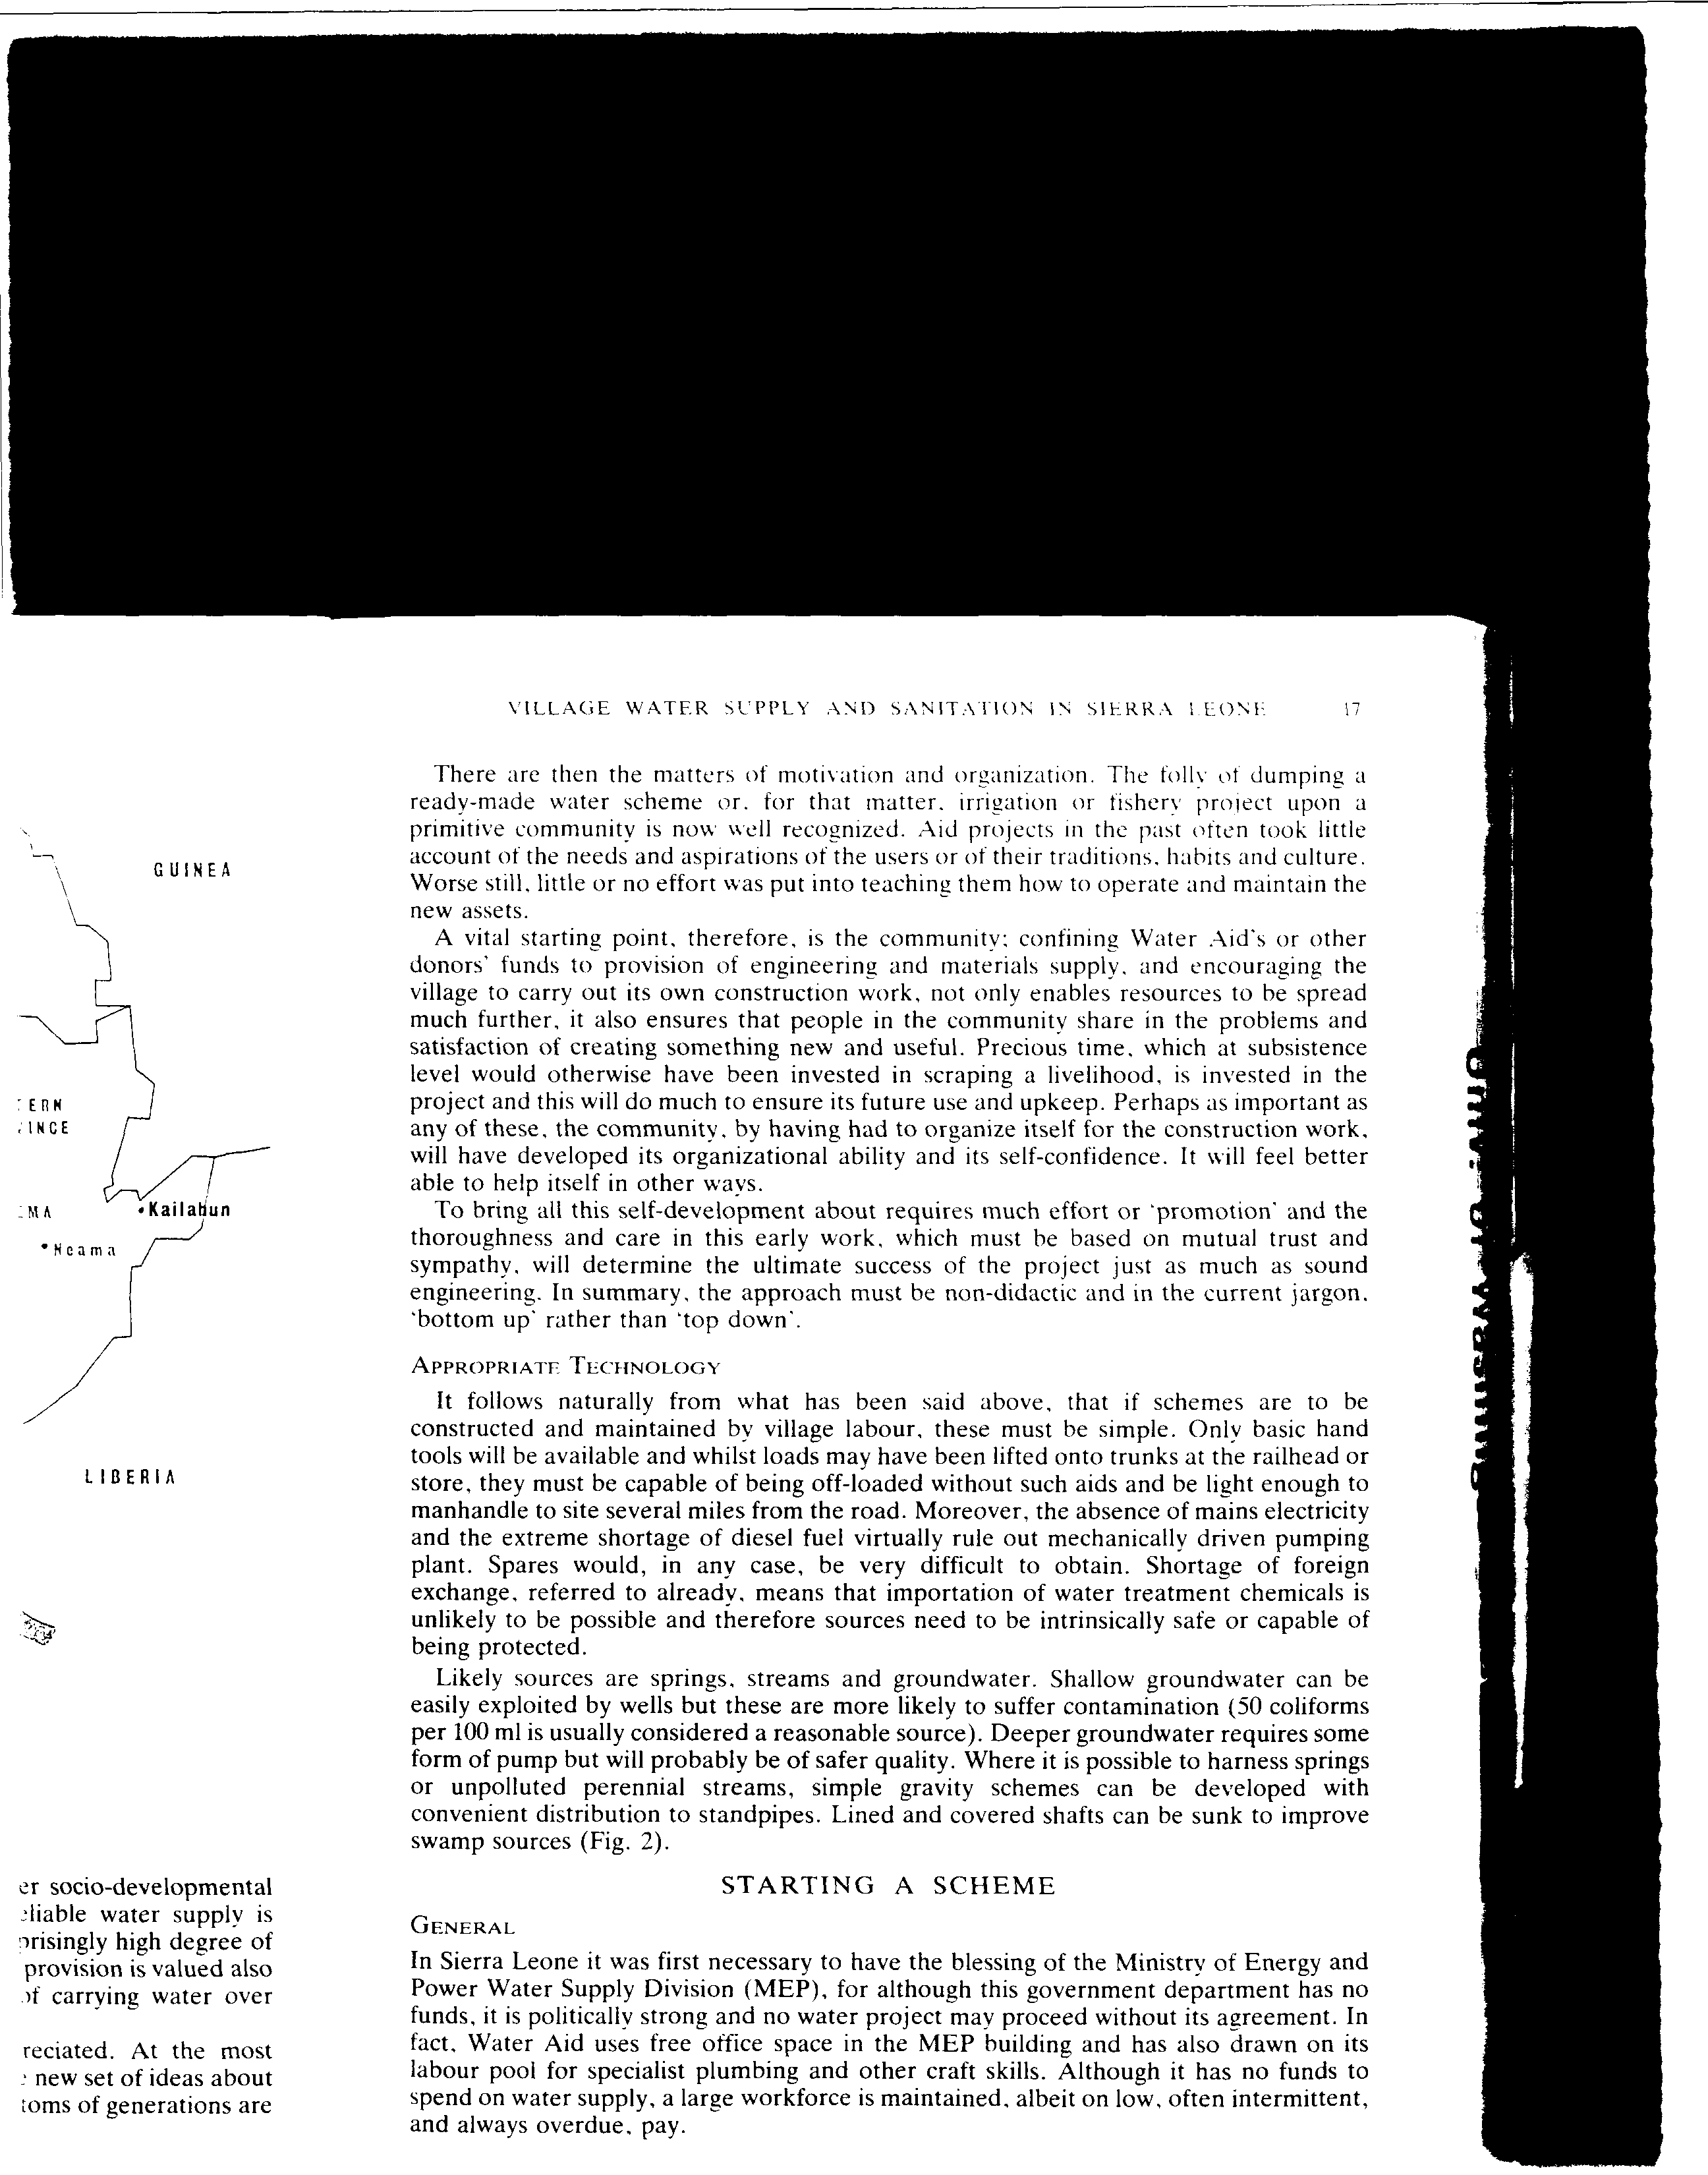 VILLAGE WATER SUPPLY AND SANITATION IN SIERRA LEONE 17
There are then the matters of motivation and organization. The folly of dumping a
ready-made water scheme or, for that matter, irrigation or fishery project upon a
primitive community is now well recognized. Aid projects in the past often took little
account of the needs and aspirations of the users or of their traditions, habits and culture.
Worse still, little or no effort was put into teaching them how to operate and maintain the
new assets.
A vital starting point, therefore, is the community; confining Water Aid's or other
donors' funds to provision of engineering and materials supply, and encouraging the
village to carry out its own construction work, not only enables resources to be spread
much further, it also ensures that people in the community share in the problems and
satisfaction of creating something new and useful. Precious time, which at subsistence
level would otherwise have been invested in scraping a livelihood, is invested in the
project and this will do much to ensure its future use and upkeep. Perhaps as important as
any of these, the community, by having had to organize itself for the construction work,
will have developed its organizational ability and its self-confidence. It will feel better
able to help itself in other ways.
To bring all this self-development about requires much effort or 'promotion' and the
thoroughness and care in this early work, which must be based on mutual trust and
sympathy, will determine the ultimate success of the project just as much as sound
engineering. In summary, the approach must be non-didactic and in the current jargon,
'bottom up' rather than 'top down'.
APPROPRIATE TECHNOLOGY
It follows naturally from what has been said above, that if schemes are to be
constructed and maintained by village labour, these must be simple. Only basic hand
tools will be available and whilst loads may have been lifted onto trunks at the railhead or
store, they must be capable of being off-loaded without such aids and be light enough to
manhandle to site several miles from the road. Moreover, the absence of mains electricity
and the extreme shortage of diesel fuel virtually rule out mechanically driven pumping
plant. Spares would, in any case, be very difficult to obtain. Shortage of foreign
exchange, referred to already, means that importation of water treatment chemicals is
unlikely to be possible and therefore sources need to be intrinsically safe or capable of
being protected.
Likely sources are springs, streams and groundwater. Shallow groundwater can be
easily exploited by wells but these are more likely to suffer contamination (50 coliforms
per 100 ml is usually considered a reasonable source). Deeper groundwater requires some
form of pump but will probably be of safer quality. Where it is possible to harness springs
or unpolluted perennial streams, simple gravity schemes can be developed with
convenient distribution to standpipes. Lined and covered shafts can be sunk to improve
swamp sources (Fig. 2).
STARTING A SCHEME
GENERAL
In Sierra Leone it was first necessary to have the blessing of the Ministry of Energy and
Power Water Supply Division (MEP), for although this government department has no
funds, it is politically strong and no water project may proceed without its agreement. In
fact, Water Aid uses free office space in the MEP building and has also drawn on its
labour pool for specialist plumbing and other craft skills. Although it has no funds to
spend on water supply, a large workforce is maintained, albeit on low, often intermittent,
and always overdue, pay.
GUINEA
ERN
INCE
MA
Kailahun
Neama
LIBERIA
er socio-developmental
liable water supply is
prisingly high degree of
provision is valued also
of carrying water over
reciated. At the most
new set of ideas about
toms of generations are